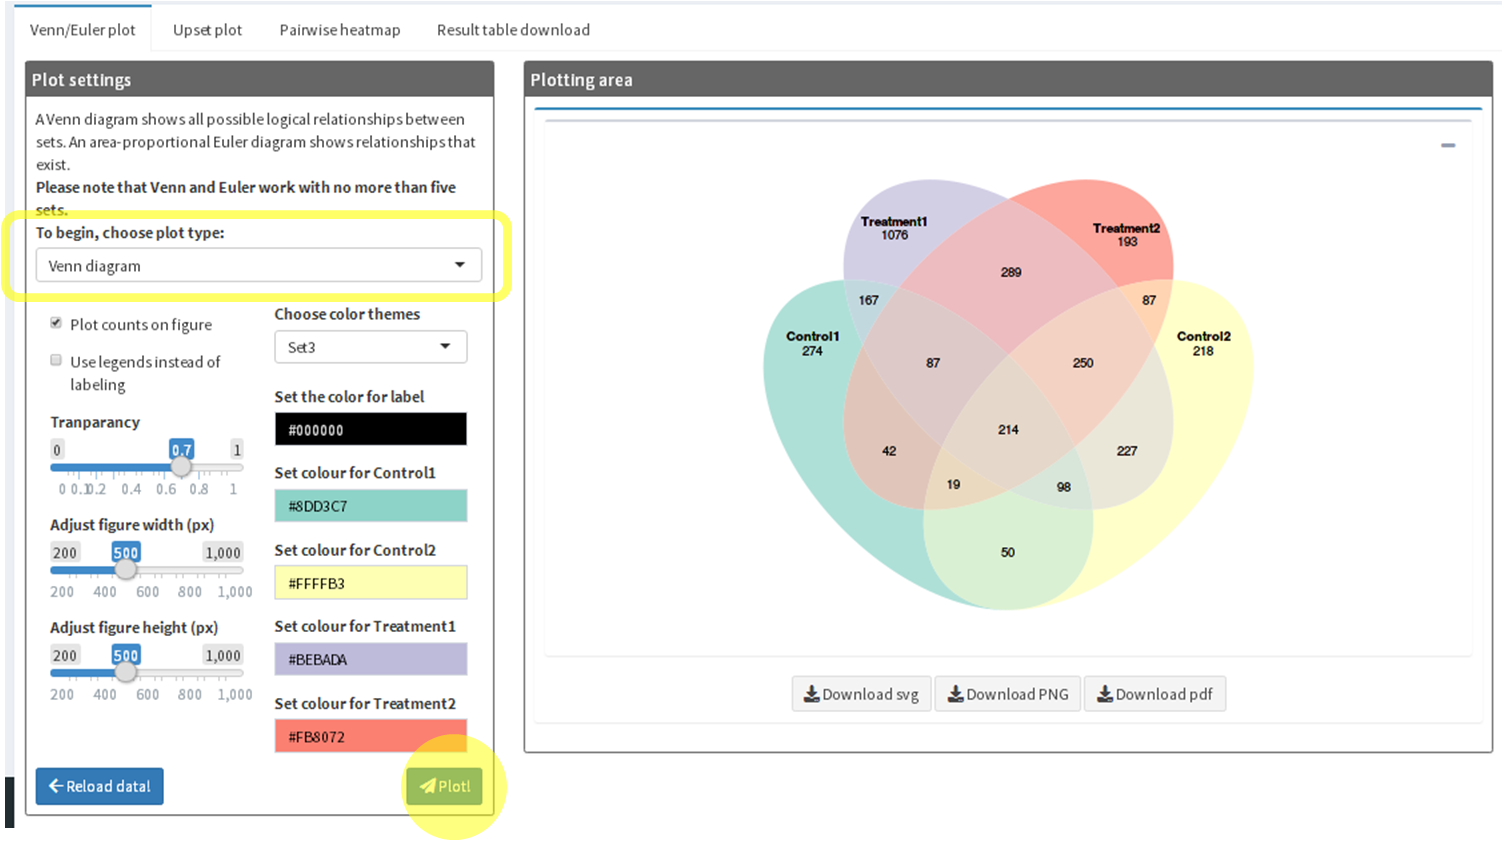 Venn/Euler plot
Upset plot
Pairwise heatmap
Result table download
Plot settings
A Venn diagram shows all possible logical relationships between
sets. An area-proportional Euler diagram shows relationships that
exist.
Please note that Venn and Euler work with no more than five
sets.
To begin, choose plot type:
Venn diagram
Plot counts on figure
Use legends instead of
labeling
Tranparancy
0 0.7 1
0 0.1 0.2 0.4 0.6 0.8 1
Adjust figure width (px)
200 500 1,000
200 400 600 800 1,000
Adjust figure height (px)
200 500 1,000
200 400 600 800 1,000
Choose color themes
Set3
Set the color for label
#000000
Set colour for Control1
#8DD3C7
Set colour for Control2
#FFFFB3
Set colour for Treatment1
#BEBADA
Set colour for Treatment2
#FB8072
Reload data!
Plot!
Plotting area
Treatment1
1076
Treatment2
193
289
167
87
Control1
274
Control2
218
87
250
214
42
227
19
98
50
Download svg
Download PNG
Download pdf